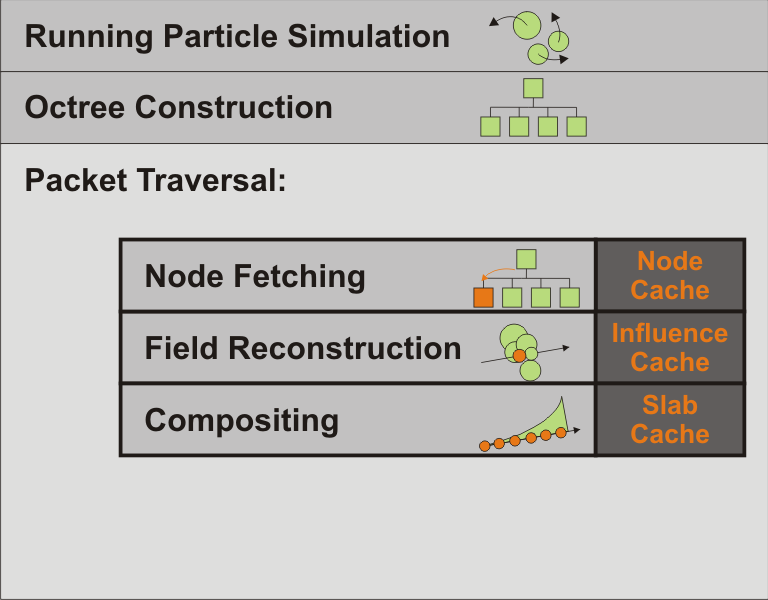 Running Particle Simulation
Octree Construction
Packet Traversal:
Node Fetching
Node
Cache
Field Reconstruction
Influence
Cache
Compositing
Slab
Cache